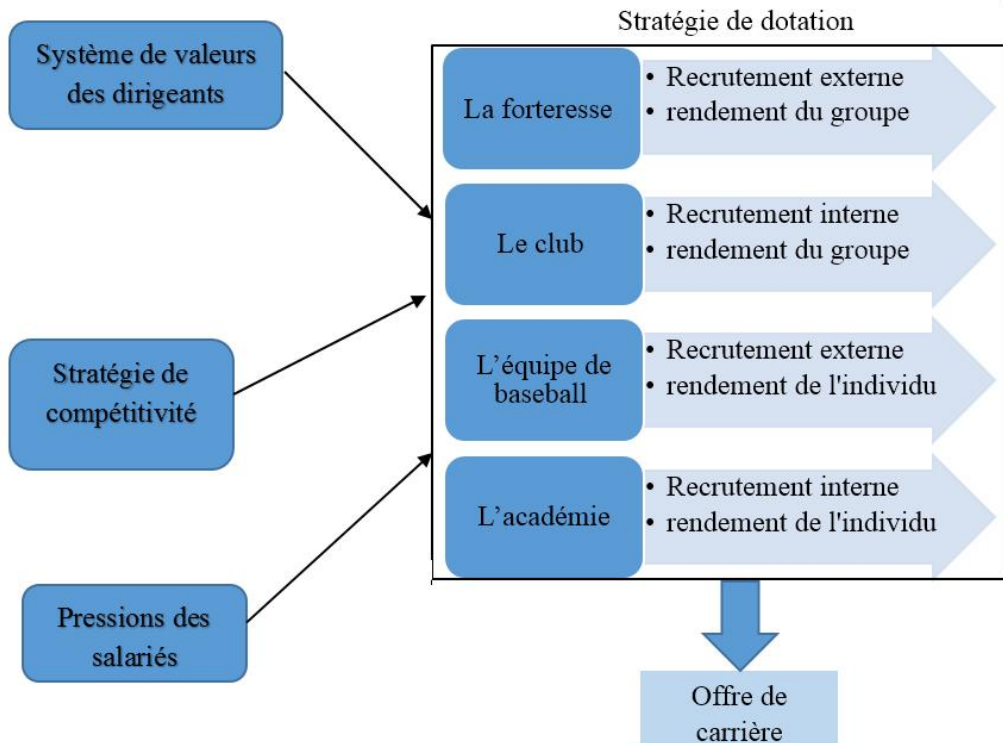 Stratégie de dotation
Système de valeurs
des dirigeants
Stratégie de
compétitivité
Pressions des
salariés
La forteresse
• Recrutement externe
• rendement du groupe
Le club
• Recrutement interne
• rendement du groupe
L’équipe de
baseball
• Recrutement externe
• rendement de l'individu
L’académie
• Recrutement interne
• rendement de l'individu
Offre de
carrière